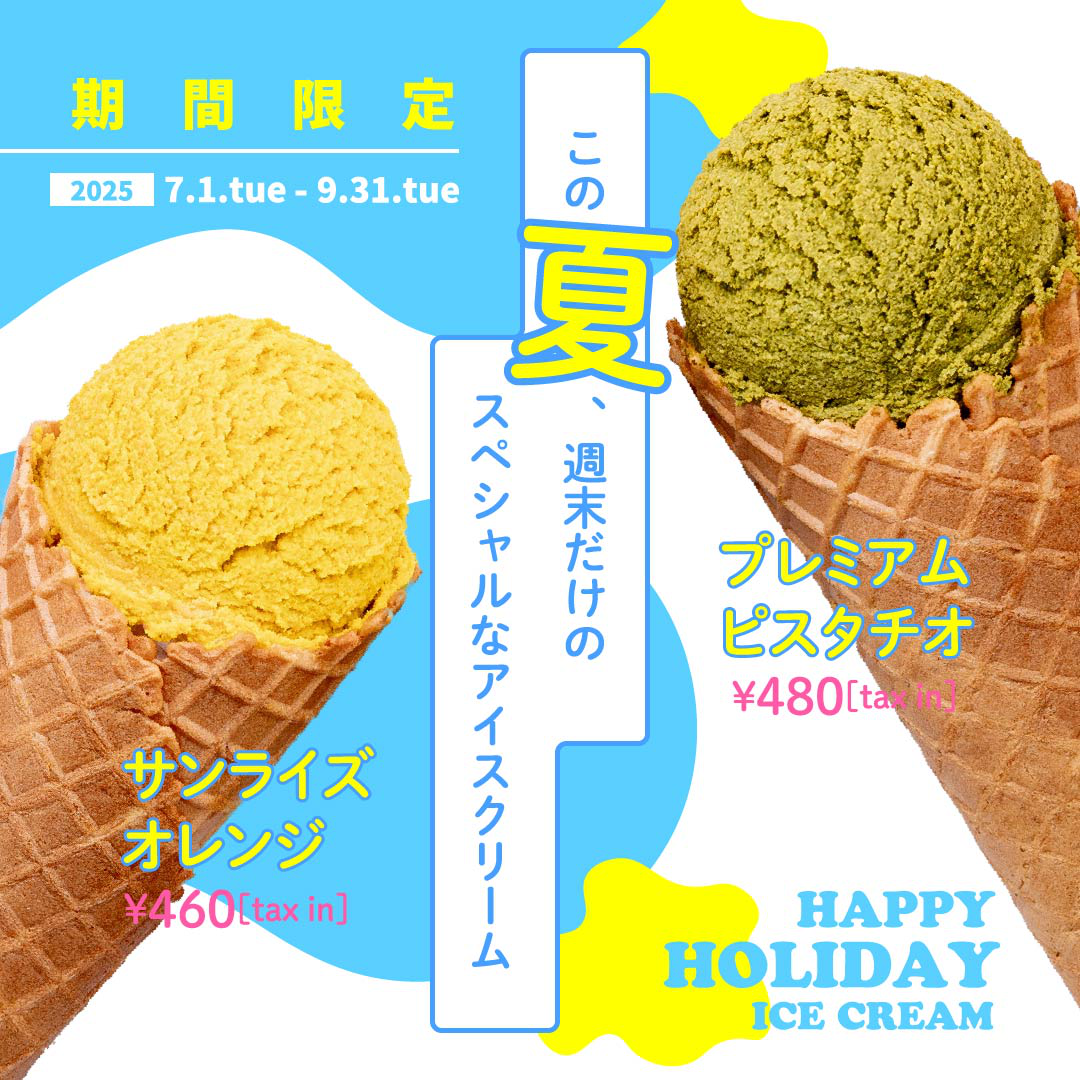 期間限定
2025 7.1.tue - 9.31.tue
この夏、週末だけの
スペシャルなアイスクリーム
プレミアム
ピスタチオ
¥480[tax in]
サンライズ
オレンジ
¥460[tax in]
HAPPY
HOLIDAY
ICE CREAM